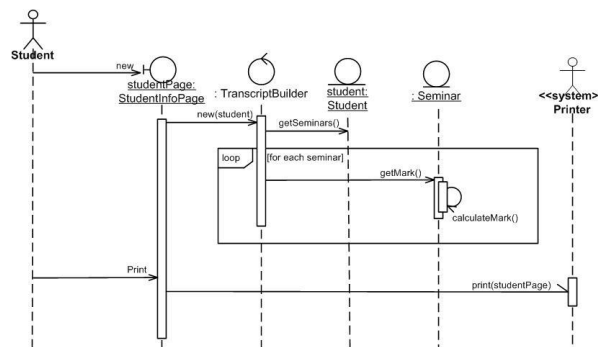 Student
new
studentPage:
StudentInfoPage
: TranscriptBuilder
student:
Student
: Seminar
<<system>>
Printer
new(student)
getSeminars()
loop
[for each seminar]
getMark()
calculateMark()
Print
print(studentPage)